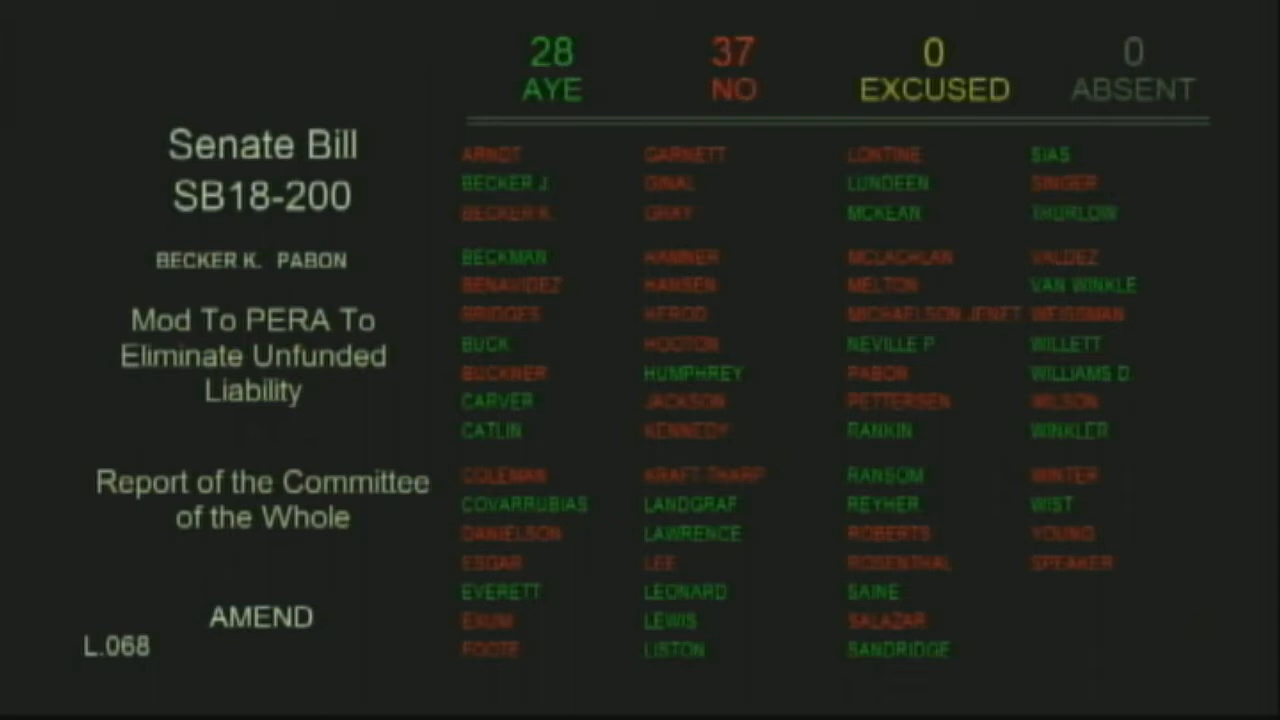 28 37 0 0
AYE NO EXCUSED ABSENT
Senate Bill
SB18-200
BECKER K. PABON
Mod To PERA To
Eliminate Unfunded
Liability
Report of the Committee
of the Whole
AMEND
L.068
ARNDT GARNETT LONTINE SIAS
BECKER J. GINAL LUNDEEN SINGER
BECKER K. GRAY MCKEAN THURLOW
BECKMAN HAMNER MCLACHLAN VALDEZ
BENAVIDEZ HANSEN MELTON VAN WINKLE
BRIDGES HEROD MICHAELSON JENET WEISSMAN
BUCK HOOTON NEVILLE P. WILLETT
BUCKNER HUMPHREY PABON WILLIAMS D.
CARVER JACKSON PETTERSEN WILSON
CATLIN KENNEDY RANKIN WINKLER
COLEMAN KRAFT-THARP RANSOM WINTER
COVARRUBIAS LANDGRAF REYHER WIST
DANIELSON LAWRENCE ROBERTS YOUNG
ESGAR LEE ROSENTHAL SPEAKER
EVERETT LEONARD SAINE
EXUM LEWIS SALAZAR
FOOTE LISTON SANDRIDGE